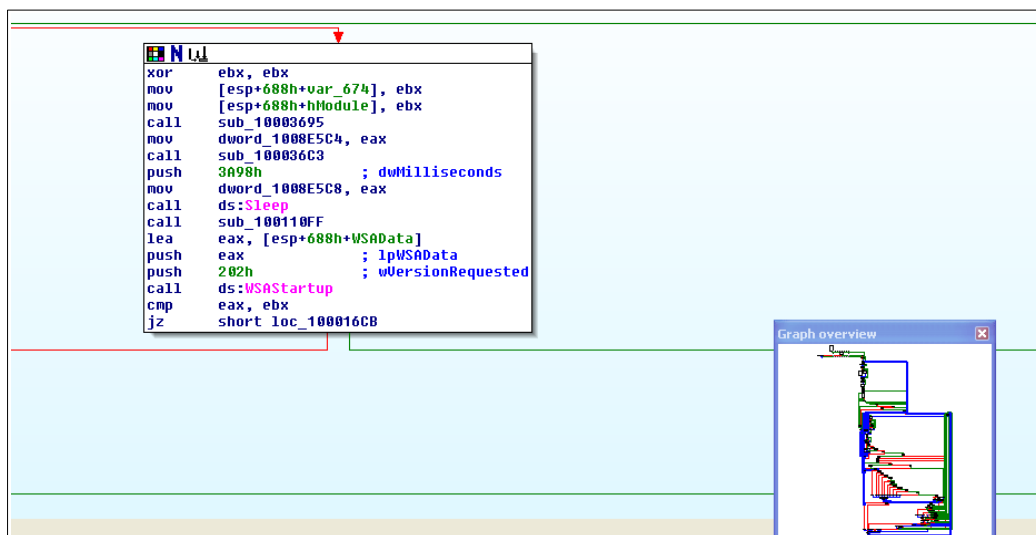 xor ebx, ebx
mov [esp+688h+var_674], ebx
mov [esp+688h+hModule], ebx
call sub_10003695
mov dword_1008E5C4, eax
call sub_100036C3
push 3A98h ; dwMilliseconds
mov dword_1008E5C8, eax
call ds:Sleep
call sub_100110FF
lea eax, [esp+688h+WSAData]
push eax ; lpWSAData
push 202h ; wVersionRequested
call ds:WSAStartup
cmp eax, ebx
jz short loc_100016CB
Graph overview